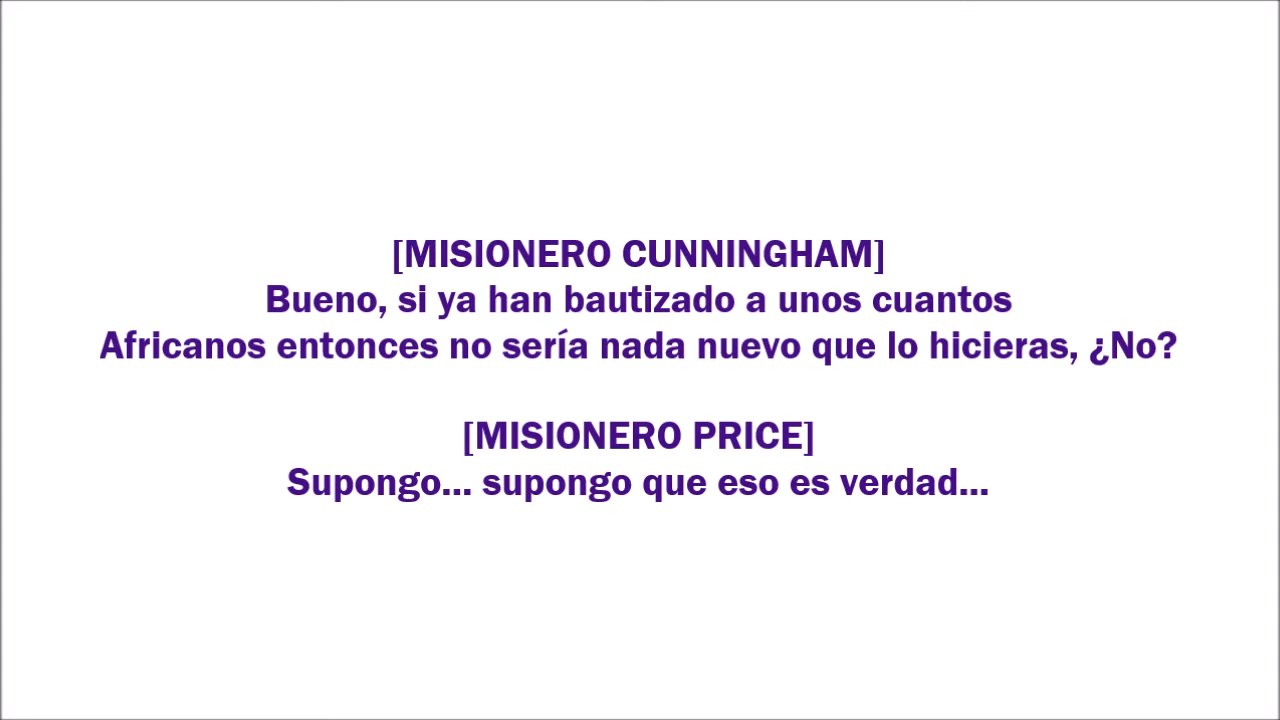 [MISIONERO CUNNINGHAM]
Bueno, si ya han bautizado a unos cuantos
Africanos entonces no sería nada nuevo que lo hicieras, ¿No?
[MISIONERO PRICE]
Supongo... supongo que eso es verdad...